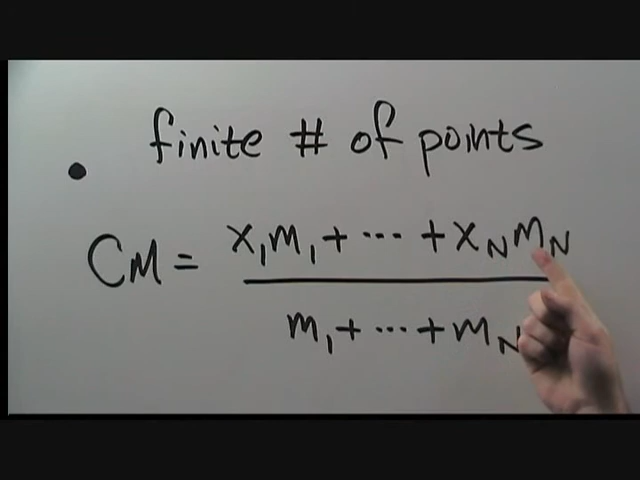 finite # of points
CM = x₁m₁ + ⋯ + x_N m_N
m₁ + ⋯ + m_N